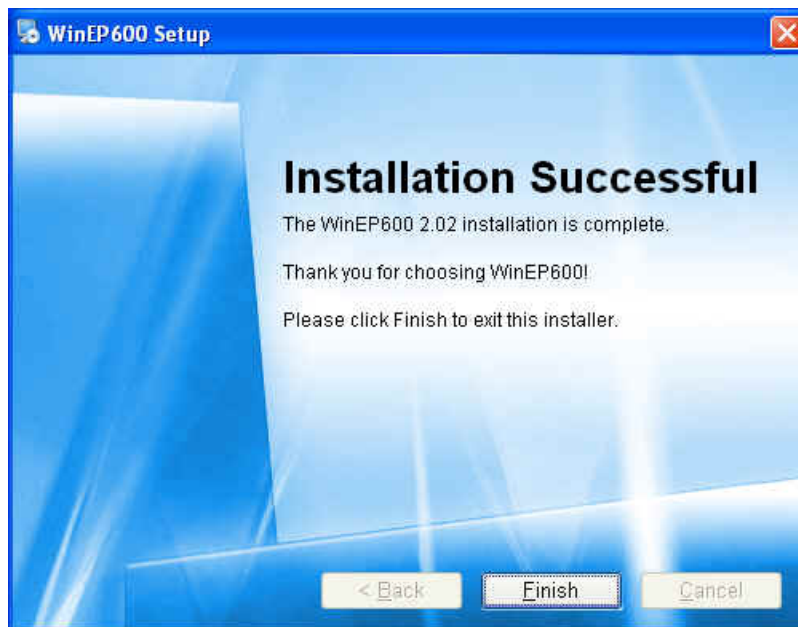 WinEP600 Setup
Installation Successful
The WinEP600 2.02 installation is complete.
Thank you for choosing WinEP600!
Please click Finish to exit this installer.
< Back Finish Cancel